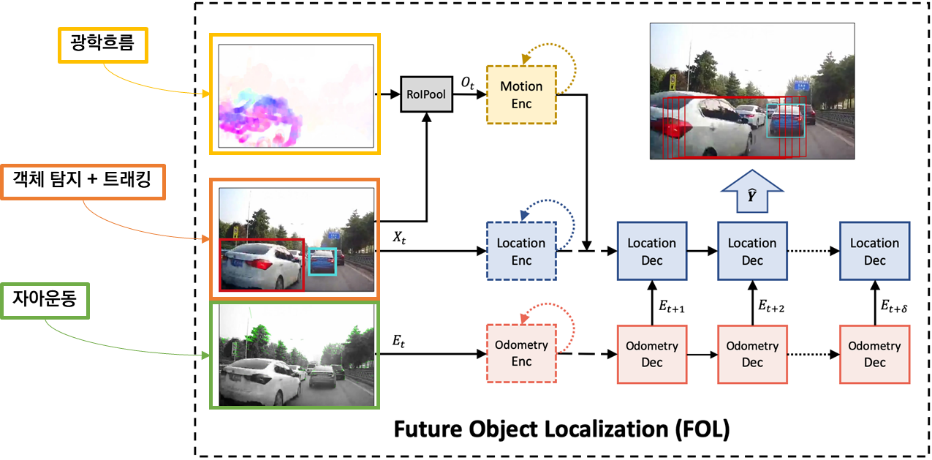 광학흐름
객체 탐지 + 트래킹
자아운동
RoIPool
O_t
Motion
Enc
X_t
Location
Enc
Location
Dec
Location
Dec
Location
Dec
Ŷ
E_{t+1}
E_{t+2}
E_{t+δ}
E_t
Odometry
Enc
Odometry
Dec
Odometry
Dec
Odometry
Dec
Future Object Localization (FOL)